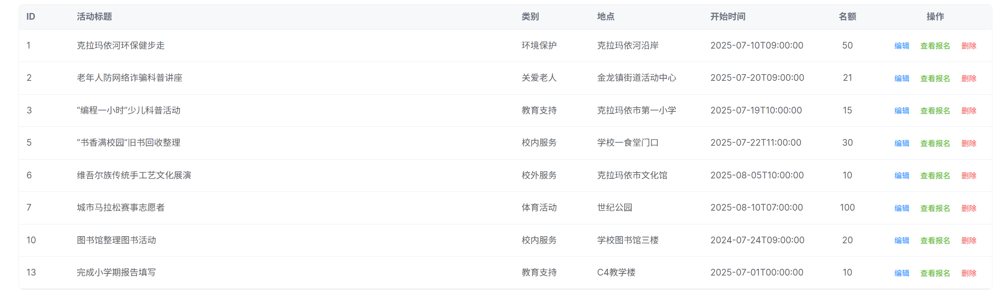 ID 活动标题 类别 地点 开始时间 名额 操作
1 克拉玛依河环保健步走 环境保护 克拉玛依河沿岸 2025-07-10T09:00:00 50 编辑 查看报名 删除
2 老年人防网络诈骗科普讲座 关爱老人 金龙镇街道活动中心 2025-07-20T09:00:00 21 编辑 查看报名 删除
3 “编程一小时”少儿科普活动 教育支持 克拉玛依市第一小学 2025-07-19T10:00:00 15 编辑 查看报名 删除
5 “书香满校园”旧书回收整理 校内服务 学校一食堂门口 2025-07-22T11:00:00 30 编辑 查看报名 删除
6 维吾尔族传统手工艺文化展演 校外服务 克拉玛依市文化馆 2025-08-05T10:00:00 10 编辑 查看报名 删除
7 城市马拉松赛事志愿者 体育活动 世纪公园 2025-08-10T07:00:00 100 编辑 查看报名 删除
10 图书馆整理图书活动 校内服务 学校图书馆三楼 2024-07-24T09:00:00 20 编辑 查看报名 删除
13 完成小学期报告填写 教育支持 C4教学楼 2025-07-01T00:00:00 10 编辑 查看报名 删除